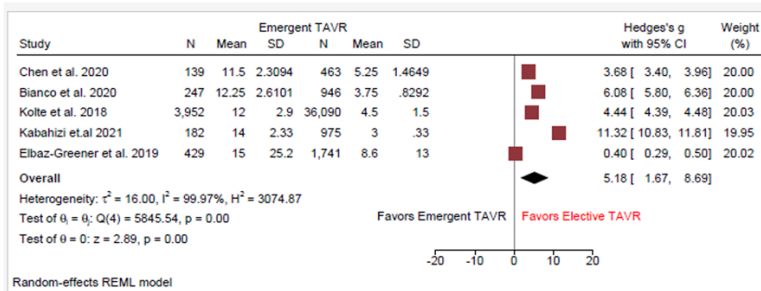 Emergent TAVR Hedges's g Weight
Study N Mean SD N Mean SD with 95% CI (%)
Chen et al. 2020 139 11.5 2.3094 463 5.25 1.4649 3.68 [ 3.40, 3.96] 20.00
Bianco et al. 2020 247 12.25 2.6101 946 3.75 .8292 6.08 [ 5.80, 6.36] 20.00
Kolte et al. 2018 3,952 12 2.9 36,090 4.5 1.5 4.44 [ 4.39, 4.48] 20.03
Kabahizi et.al 2021 182 14 2.33 975 3 .33 11.32 [ 10.83, 11.81] 19.95
Elbaz-Greener et al. 2019 429 15 25.2 1,741 8.6 13 0.40 [ 0.29, 0.50] 20.02
Overall 5.18 [ 1.67, 8.69]
Heterogeneity: τ² = 16.00, I² = 99.97%, H² = 3074.87
Test of θᵢ = θⱼ: Q(4) = 5845.54, p = 0.00 Favors Emergent TAVR Favors Elective TAVR
Test of θ = 0: z = 2.89, p = 0.00
-20 -10 0 10 20
Random-effects REML model